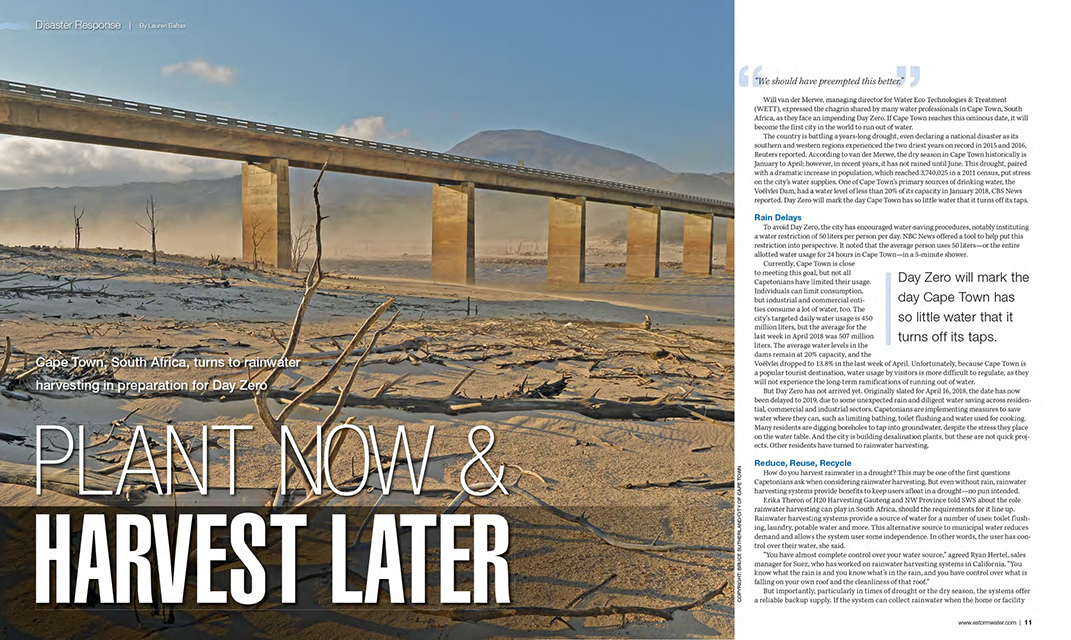 Disaster Response | By Lauren Baltas
Cape Town, South Africa, turns to rainwater
harvesting in preparation for Day Zero
PLANT NOW &
HARVEST LATER
COPYRIGHT: BRUCE SUTHERLAND/CITY OF CAPE TOWN
“We should have preempted this better.”
Will van der Merwe, managing director for Water Eco Technologies & Treatment
(WETT), expressed the chagrin shared by many water professionals in Cape Town, South
Africa, as they face an impending Day Zero. If Cape Town reaches this ominous date, it will
become the first city in the world to run out of water.
The country is battling a years-long drought, even declaring a national disaster as its
southern and western regions experienced the two driest years on record in 2015 and 2016,
Reuters reported. According to van der Merwe, the dry season in Cape Town historically is
January to April; however, in recent years, it has not rained until June. This drought, paired
with a dramatic increase in population, which reached 3,740,025 in a 2011 census, put stress
on the city’s water supplies. One of Cape Town’s primary sources of drinking water, the
Voëlvlei Dam, had a water level of less than 20% of its capacity in January 2018, CBS News
reported. Day Zero will mark the day Cape Town has so little water that it turns off its taps.
Rain Delays
To avoid Day Zero, the city has encouraged water-saving procedures, notably instituting
a water restriction of 50 liters per person per day. NBC News offered a tool to help put this
restriction into perspective. It noted that the average person uses 50 liters—or the entire
allotted water usage for 24 hours in Cape Town—in a 5-minute shower.
Currently, Cape Town is close
to meeting this goal, but not all
Capetonians have limited their usage.
Individuals can limit consumption,
but industrial and commercial enti-
ties consume a lot of water, too. The
city’s targeted daily water usage is 450
million liters, but the average for the
last week in April 2018 was 507 million
liters. The average water levels in the
dams remain at 20% capacity, and the
Voëlvlei dropped to 13.8% in the last week of April. Unfortunately, because Cape Town is
a popular tourist destination, water usage by visitors is more difficult to regulate, as they
will not experience the long-term ramifications of running out of water.
Day Zero will mark the
day Cape Town has
so little water that it
turns off its taps.
But Day Zero has not arrived yet. Originally slated for April 16, 2018, the date has now
been delayed to 2019, due to some unexpected rain and diligent water saving across residen-
tial, commercial and industrial sectors. Capetonians are implementing measures to save
water where they can, such as limiting bathing, toilet flushing and water used for cooking.
Many residents are digging boreholes to tap into groundwater, despite the stress they place
on the water table. And the city is building desalination plants, but these are not quick proj-
ects. Other residents have turned to rainwater harvesting.
Reduce, Reuse, Recycle
How do you harvest rainwater in a drought? This may be one of the first questions
Capetonians ask when considering rainwater harvesting. But even without rain, rainwater
harvesting systems provide benefits to keep users afloat in a drought—no pun intended.
Erika Theron of H20 Harvesting Gauteng and NW Province told SWS about the role
rainwater harvesting can play in South Africa, should the requirements for it line up.
Rainwater harvesting systems provide a source of water for a number of uses: toilet flush-
ing, laundry, potable water and more. This alternative source to municipal water reduces
demand and allows the system user some independence. In other words, the user has con-
trol over their water, she said.
“You have almost complete control over your water source,” agreed Ryan Hertel, sales
manager for Suez, who has worked on rainwater harvesting systems in California. “You
know what the rain is and you know what’s in the rain, and you have control over what is
falling on your own roof and the cleanliness of that roof.”
But importantly, particularly in times of drought or the dry season, the systems offer
a reliable backup supply. If the system can collect rainwater when the home or facility
www.estormwater.com | 11